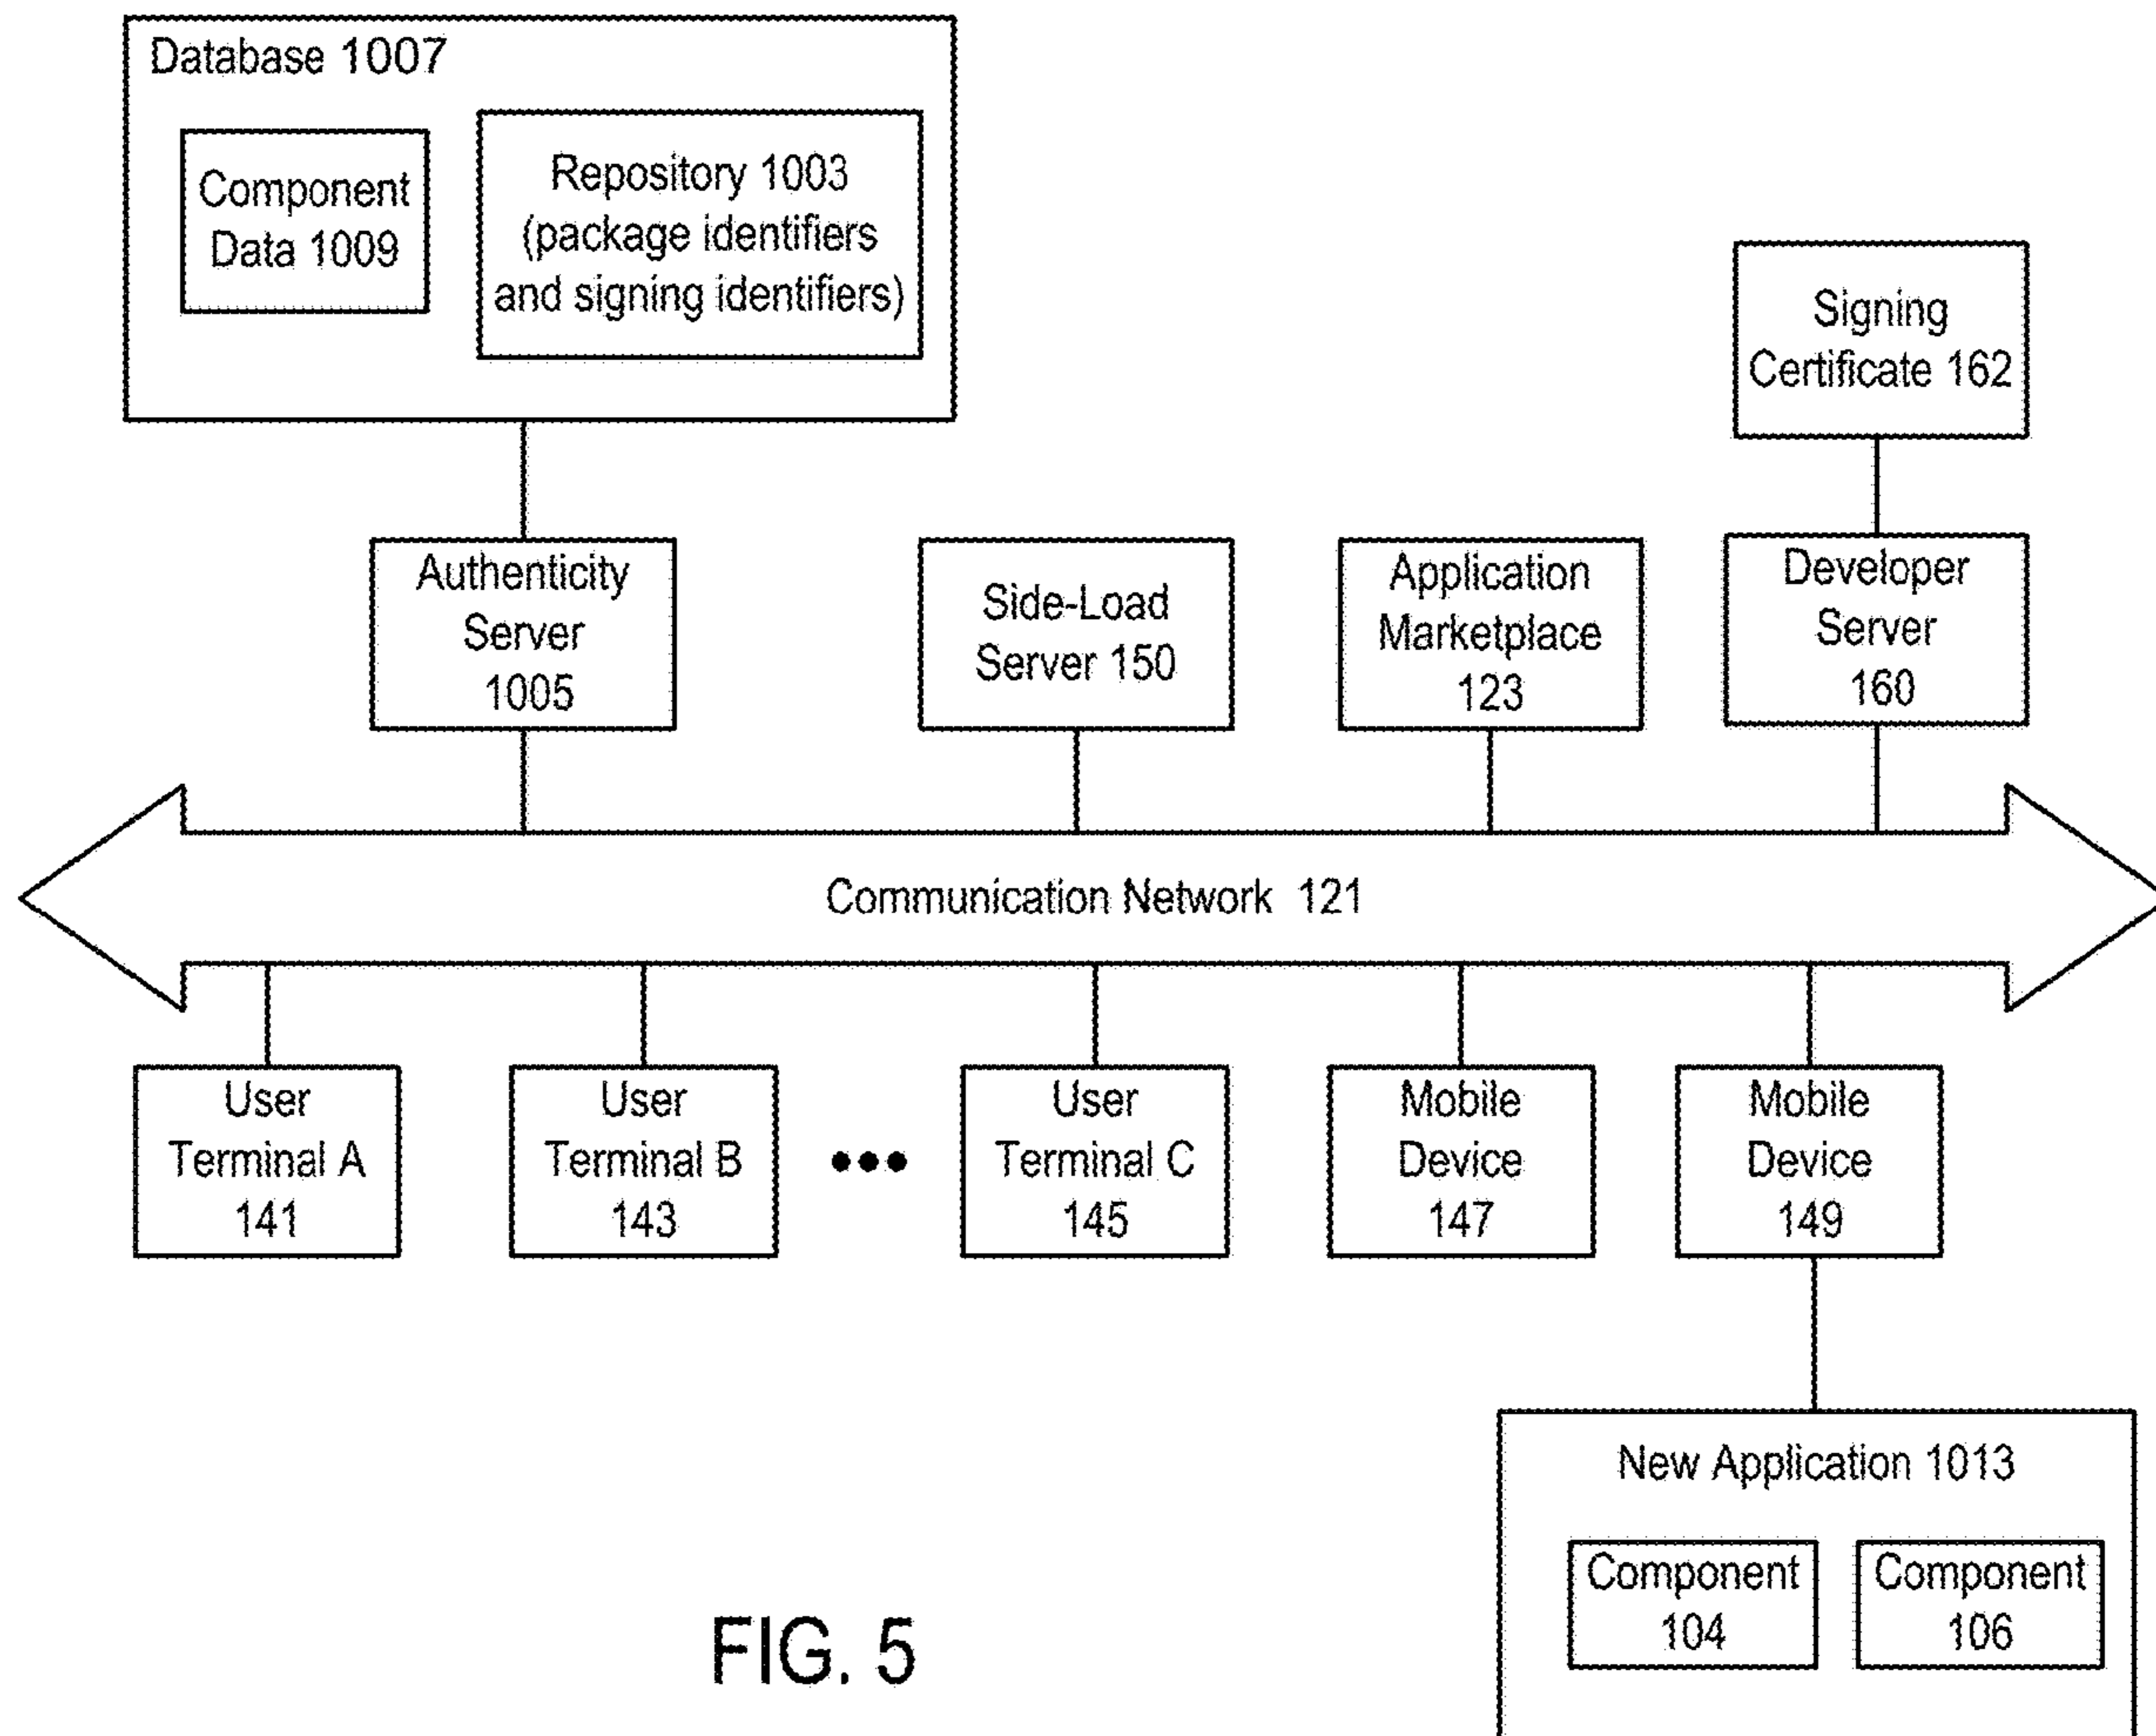 Database 1007
Component
Data 1009
Repository 1003
(package identifiers
and signing identifiers)
Signing
Certificate 162
Authenticity
Server
1005
Side-Load
Server 150
Application
Marketplace
123
Developer
Server
160
Communication Network 121
User
Terminal A
141
User
Terminal B
143
•••
User
Terminal C
145
Mobile
Device
147
Mobile
Device
149
New Application 1013
Component
104
Component
106
FIG. 5